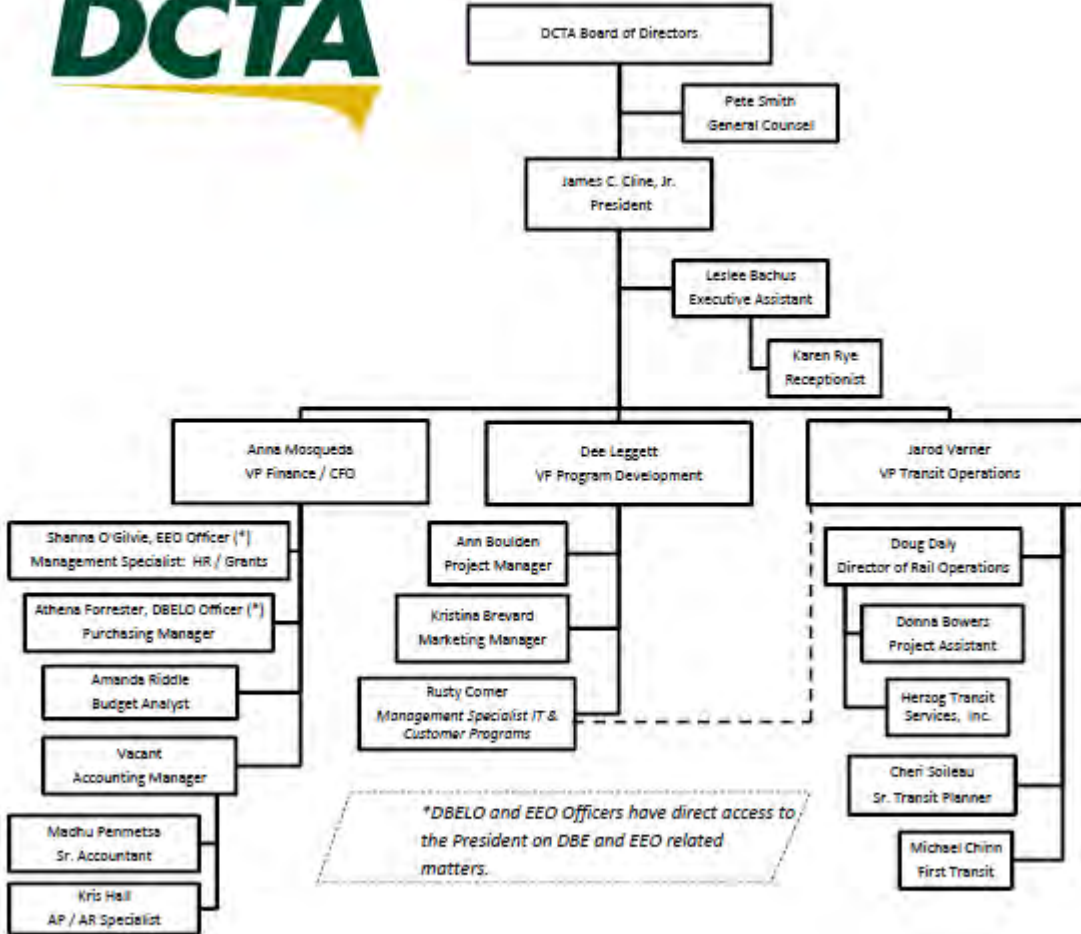 DCTA
DCTA Board of Directors
Pete Smith
General Counsel
James C. Cline, Jr.
President
Leslee Bachus
Executive Assistant
Karen Rye
Receptionist
Anna Mosqueda
VP Finance / CFO
Dee Leggett
VP Program Development
Jarod Varner
VP Transit Operations
Shanna O'Gilvie, EEO Officer (*)
Management Specialist: HR / Grants
Athena Forrester, DBELO Officer (*)
Purchasing Manager
Amanda Riddle
Budget Analyst
Vacant
Accounting Manager
Madhu Penmetsa
Sr. Accountant
Kris Hall
AP / AR Specialist
Ann Boulden
Project Manager
Kristina Brevard
Marketing Manager
Rusty Comer
Management Specialist IT &
Customer Programs
Doug Daly
Director of Rail Operations
Donna Bowers
Project Assistant
Herzog Transit
Services, Inc.
Cheri Soileau
Sr. Transit Planner
Michael Chinn
First Transit
*DBELO and EEO Officers have direct access to
the President on DBE and EEO related
matters.